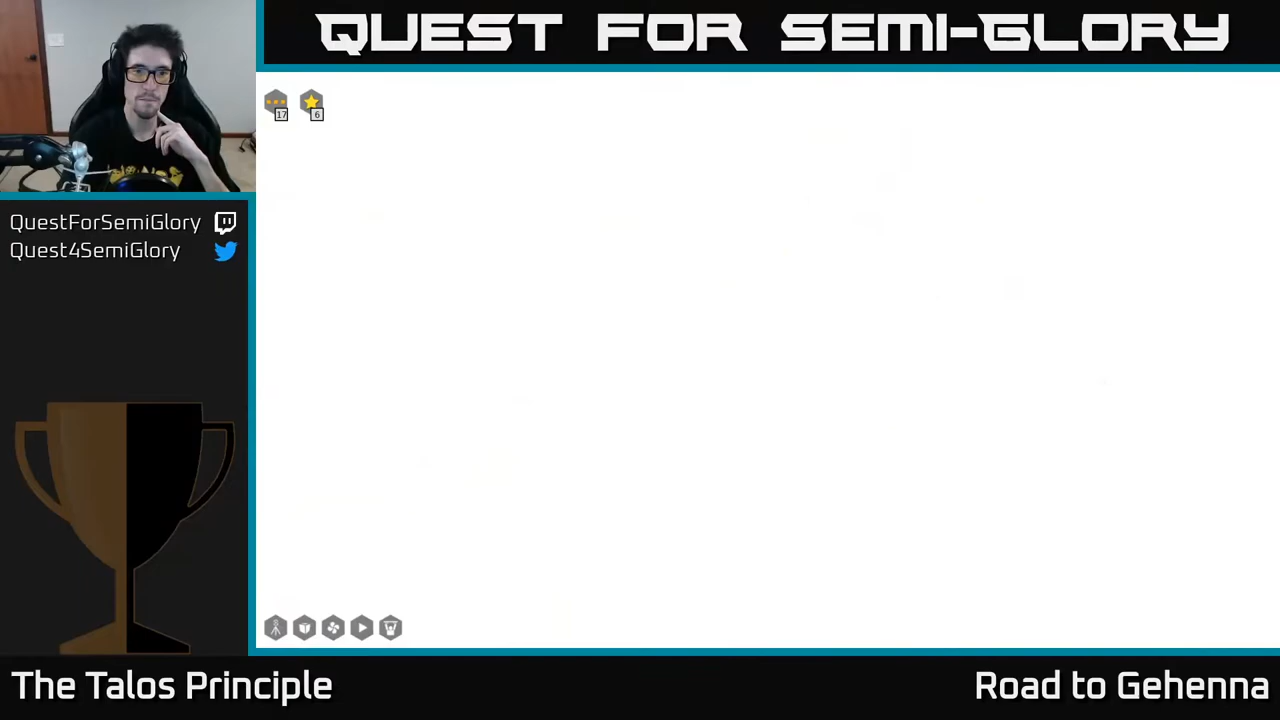 QUEST FOR SEMI-GLORY
17 6
QuestForSemiGlory
Quest4SemiGlory
The Talos Principle
Road to Gehenna